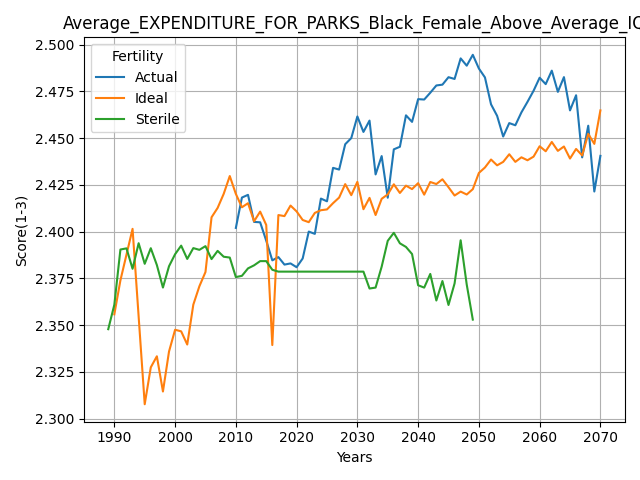 Average_EXPENDITURE_FOR_PARKS_Black_Female_Above_Average_IQ
Fertility
Actual
Ideal
Sterile
2.500
2.475
2.450
2.425
2.400
2.375
2.350
2.325
2.300
Score(1-3)
1990 2000 2010 2020 2030 2040 2050 2060 2070
Years